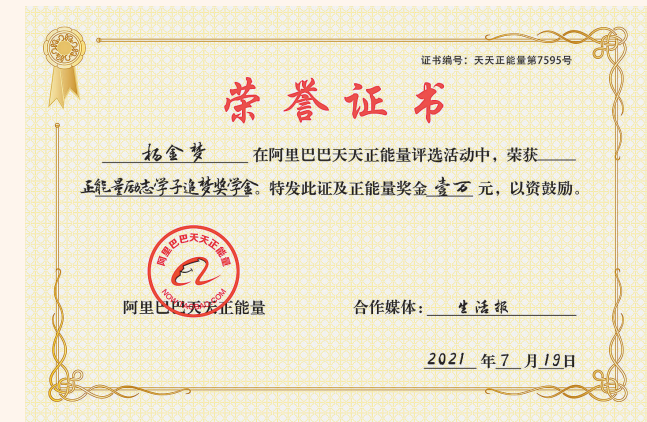 证书编号：天天正能量第7595号
荣誉证书
杨金梦 在阿里巴巴天天正能量评选活动中，荣获
正能量励志学子追梦奖学金。特发此证及正能量奖金 壹万 元，以资鼓励。
阿里巴巴天天正能量
阿里巴巴天天正能量 合作媒体：生活报
2021 年 7 月 19 日